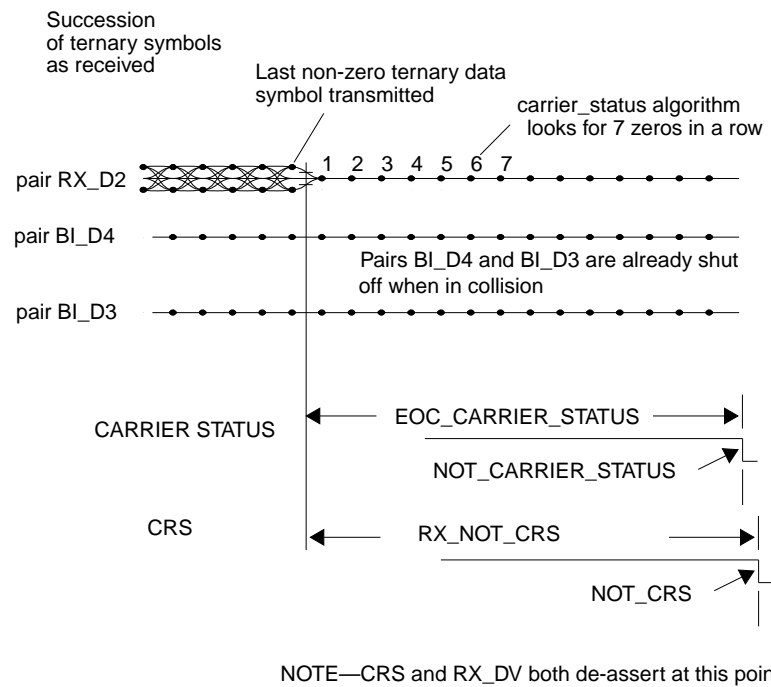 Succession
of ternary symbols
as received
Last non-zero ternary data
symbol transmitted
carrier_status algorithm
looks for 7 zeros in a row
1 2 3 4 5 6 7
pair RX_D2
pair BI_D4
Pairs BI_D4 and BI_D3 are already shut
off when in collision
pair BI_D3
EOC_CARRIER_STATUS
CARRIER STATUS
NOT_CARRIER_STATUS
CRS
RX_NOT_CRS
NOT_CRS
NOTE—CRS and RX_DV both de-assert at this poin